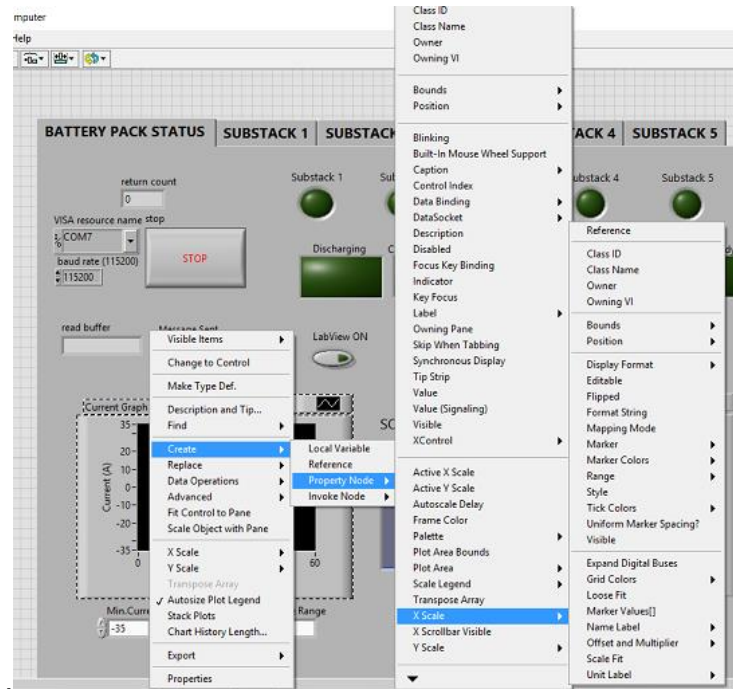 mputer
Help
BATTERY PACK STATUS
SUBSTACK 1
ACK 4
SUBSTACK 5
return count
0
VISA resource name
stop
COM7
baud rate (115200)
115200
STOP
Substack 1
ubstack 4
Substack 5
Discharging
read buffer
Message Sent
LabView ON
Current Graph
Current (A)
35
20
10
0
-10
-20
-35
0
60
Min.Curr
-35
Range
Visible Items
Change to Control
Make Type Def.
Description and Tip...
Find
Create
Replace
Data Operations
Advanced
Fit Control to Pane
Scale Object with Pane
X Scale
Y Scale
Transpose Array
✓ Autosize Plot Legend
Stack Plots
Chart History Length...
Export
Properties
Local Variable
Reference
Property Node
Invoke Node
Class ID
Class Name
Owner
Owning VI
Bounds
Position
Blinking
Built-In Mouse Wheel Support
Caption
Control Index
Data Binding
DataSocket
Description
Disabled
Focus Key Binding
Indicator
Key Focus
Label
Owning Pane
Skip When Tabbing
Synchronous Display
Tip Strip
Value
Value (Signaling)
Visible
XControl
Active X Scale
Active Y Scale
Autoscale Delay
Frame Color
Palette
Plot Area Bounds
Plot Area
Scale Legend
Transpose Array
X Scale
X Scrollbar Visible
Y Scale
Reference
Class ID
Class Name
Owner
Owning VI
Bounds
Position
Display Format
Editable
Flipped
Format String
Mapping Mode
Marker
Marker Colors
Range
Style
Tick Colors
Uniform Marker Spacing?
Visible
Expand Digital Buses
Grid Colors
Loose Fit
Marker Values[]
Name Label
Offset and Multiplier
Scale Fit
Unit Label